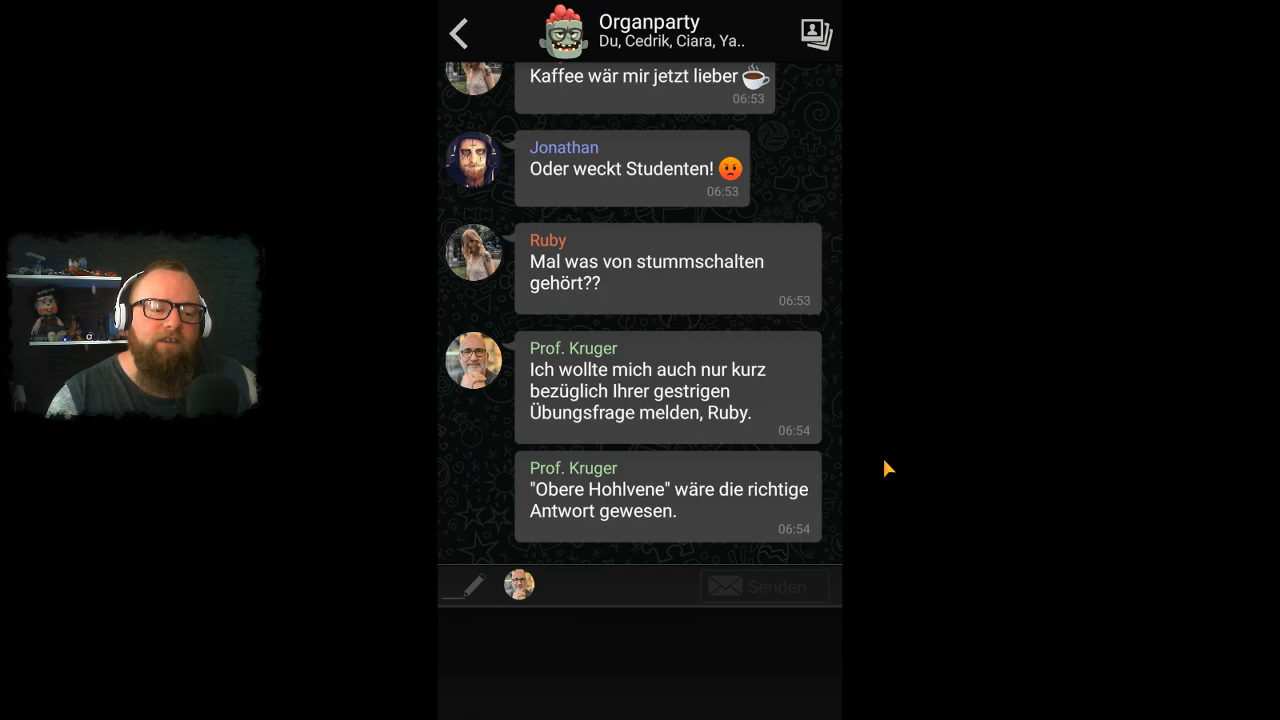 Organparty
Du, Cedrik, Ciara, Ya..
Kaffee wär mir jetzt lieber ☕
06:53
Jonathan
Oder weckt Studenten! 😡
06:53
Ruby
Mal was von stummschalten
gehört??
06:53
Prof. Kruger
Ich wollte mich auch nur kurz
bezüglich Ihrer gestrigen
Übungsfrage melden, Ruby.
06:54
Prof. Kruger
"Obere Hohlvene" wäre die richtige
Antwort gewesen.
06:54
Senden